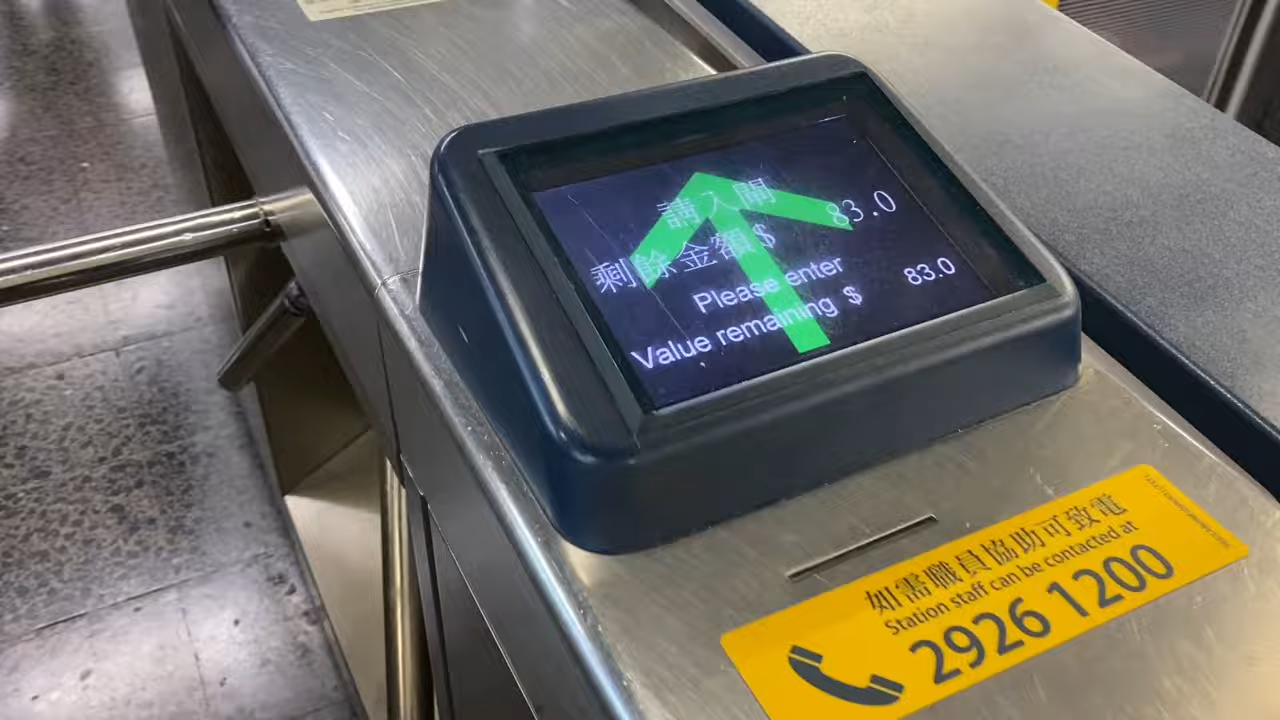 請入閘
剩餘金額 $ 83.0
Please enter
Value remaining $ 83.0
如需職員協助可致電
Station staff can be contacted at
2926 1200